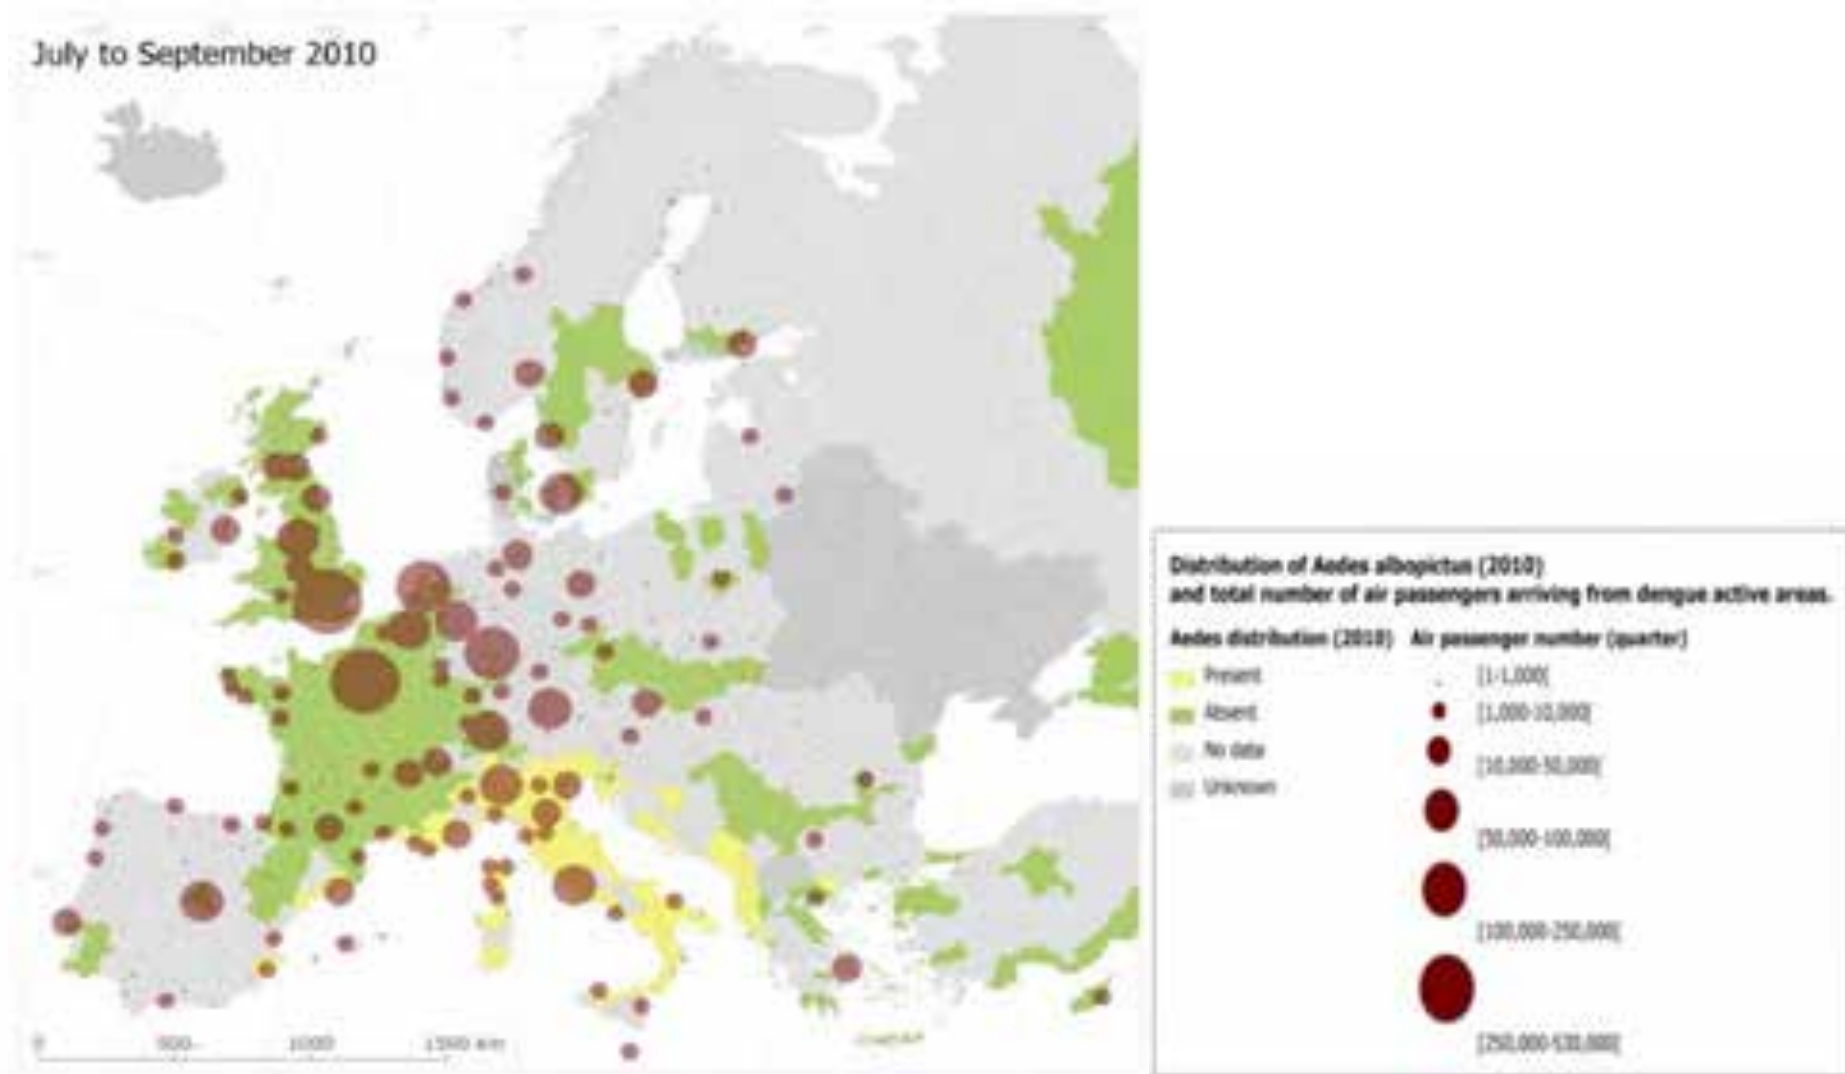 July to September 2010
Distribution of Aedes albopictus (2010)
and total number of air passengers arriving from dengue active areas.
Aedes distribution (2010) Air passenger number (quarter)
Present
Absent
No data
Unknown
[1-1,000[
[1,000-10,000[
[10,000-50,000[
[50,000-100,000[
[100,000-250,000[
[250,000-530,000[
0 500 1000 1500 km